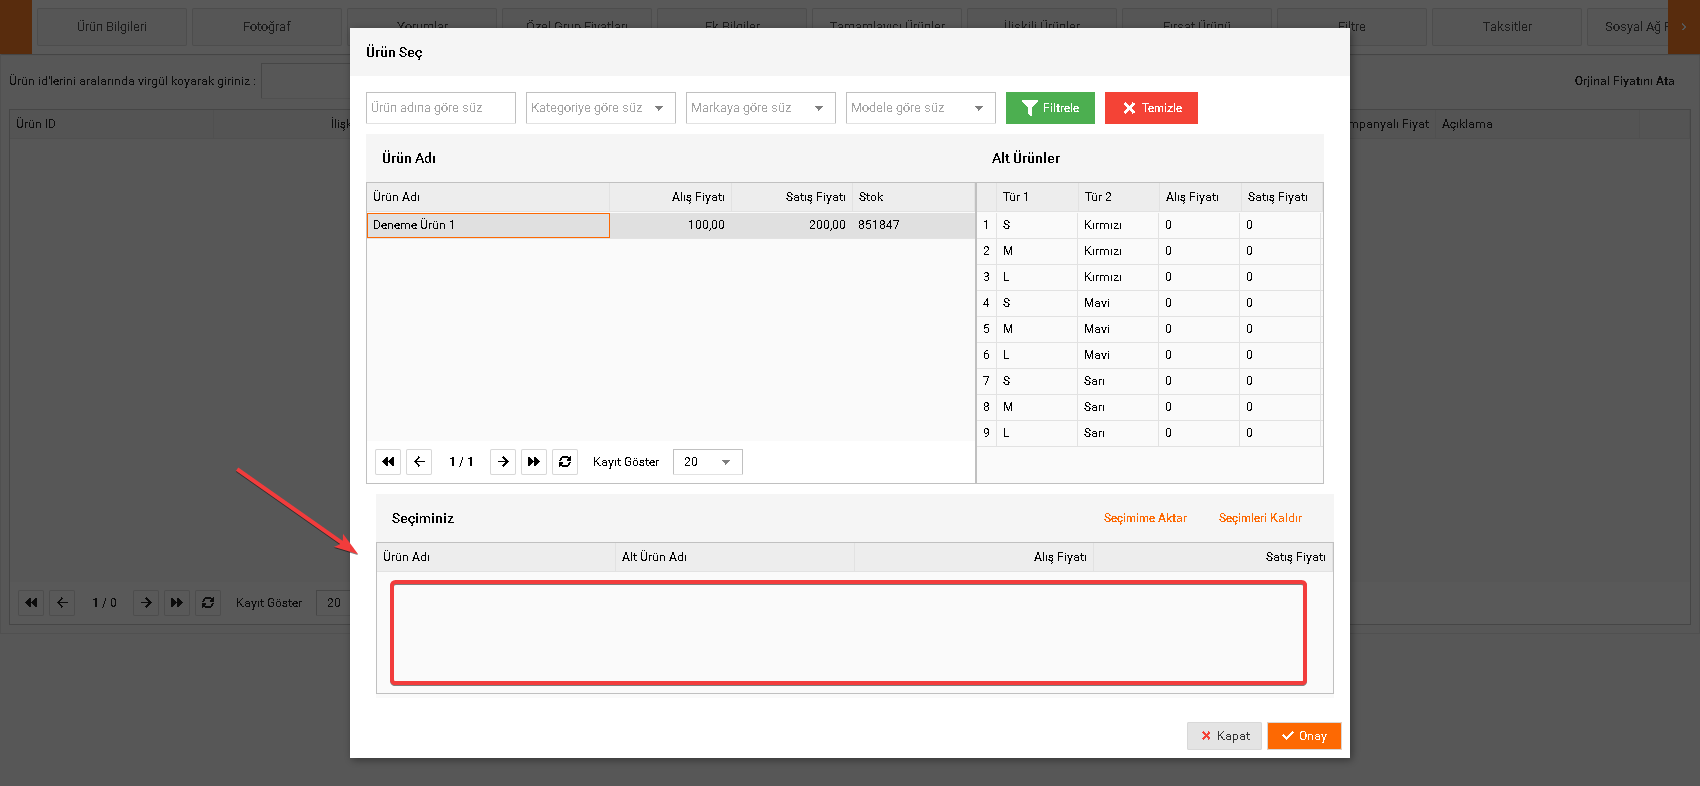 Ürün Bilgileri Fotoğraf Yorumlar Özel Grup Fiyatları Ek Bilgiler Tamamlayıcı Ürünler İlişkili Ürünler Fırsat Ürünü Filtre Taksitler Sosyal Ağ
Ürün Seç
Ürün id'lerini aralarında virgül koyarak giriniz : Orjinal Fiyatını Ata
Ürün adına göre süz Kategoriye göre süz Markaya göre süz Modele göre süz Filtrele Temizle
Ürün ID Fiyat Açıklama
Ürün Adı Alt Ürünler
Ürün Adı Alış Fiyatı Satış Fiyatı Stok Tür 1 Tür 2 Alış Fiyatı Satış Fiyatı
Deneme Ürün 1 100,00 200,00 851847 1 S Kırmızı 0 0
2 M Kırmızı 0 0
3 L Kırmızı 0 0
4 S Mavi 0 0
5 M Mavi 0 0
6 L Mavi 0 0
7 S Sarı 0 0
8 M Sarı 0 0
9 L Sarı 0 0
1 / 1 Kayıt Göster 20
Seçiminiz Seçimime Aktar Seçimleri Kaldır
Ürün Adı Alt Ürün Adı Alış Fiyatı Satış Fiyatı
1 / 0 Kayıt Göster 20
Kapat Onay